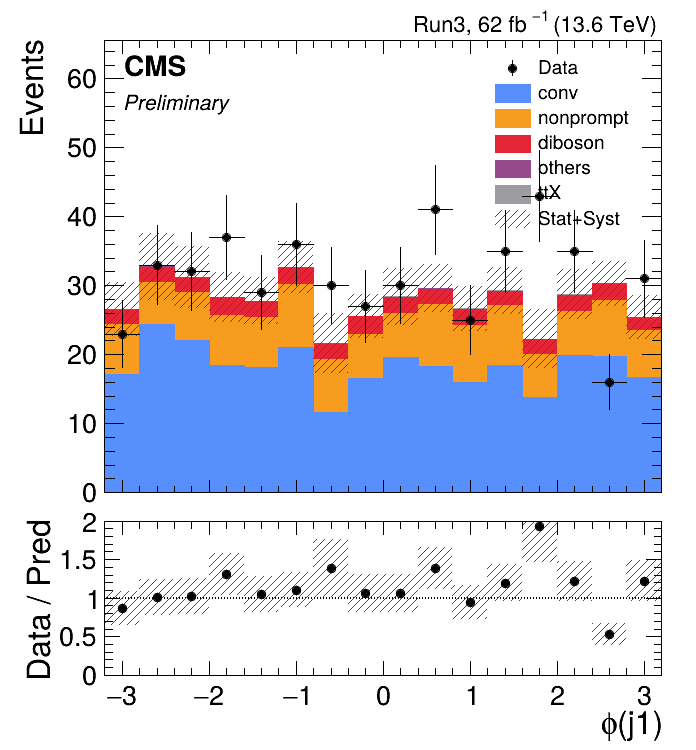 Run3, 62 fb⁻¹ (13.6 TeV)
CMS
Preliminary
Data
conv
nonprompt
diboson
others
ttX
Stat+Syst
Events
60
50
40
30
20
10
0
Data / Pred
2
1.5
1
0.5
0
−3 −2 −1 0 1 2 3
ϕ(j1)